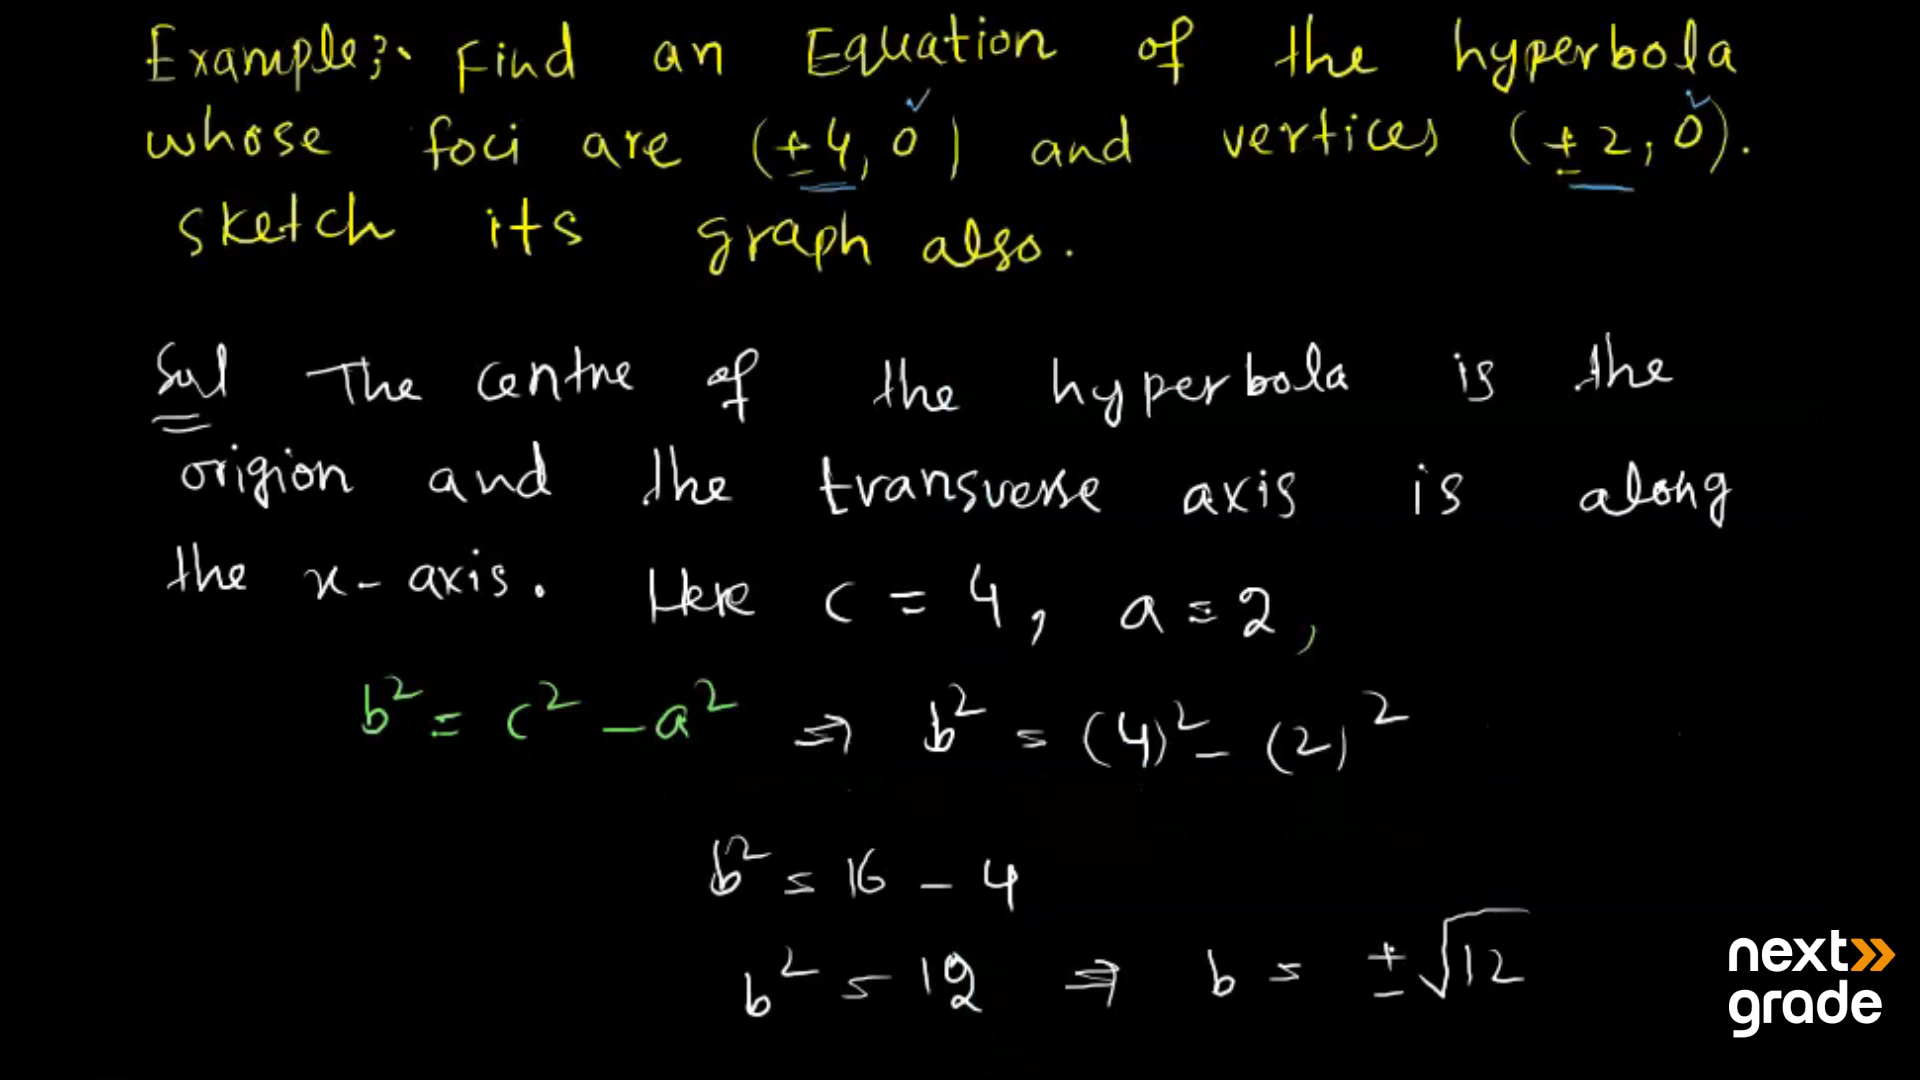 Example:- Find an Equation of the hyperbola
whose foci are (±4, 0) and vertices (±2, 0).
sketch its graph also.
Sol The centre of the hyperbola is the
origion and the transverse axis is along
the x-axis. Here c = 4, a = 2,
b² = c² - a² ⇒ b² = (4)² - (2)²
b² = 16 - 4
b² = 12 ⇒ b = ±√12
next
grade